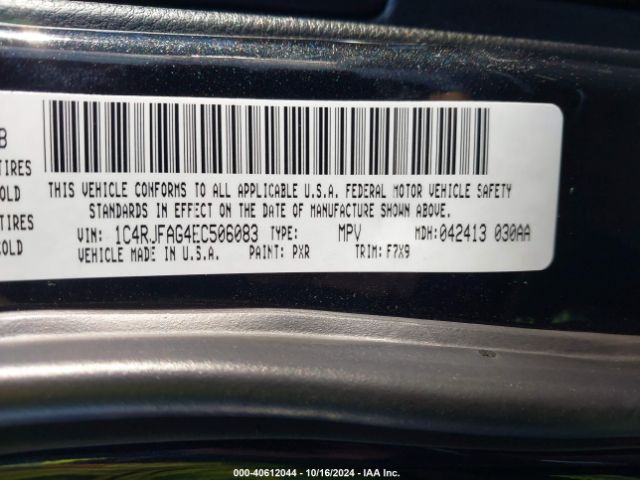 B
TIRES
COLD
TIRES
COLD
THIS VEHICLE CONFORMS TO ALL APPLICABLE U.S.A. FEDERAL MOTOR VEHICLE SAFETY
STANDARDS IN EFFECT ON THE DATE OF MANUFACTURE SHOWN ABOVE.
VIN: 1C4RJFAG4EC506083 TYPE: MPV MDH: 042413 030AA
VEHICLE MADE IN U.S.A. PAINT: PXR TRIM: F7X9
000-40612044 - 10/16/2024 - IAA Inc.